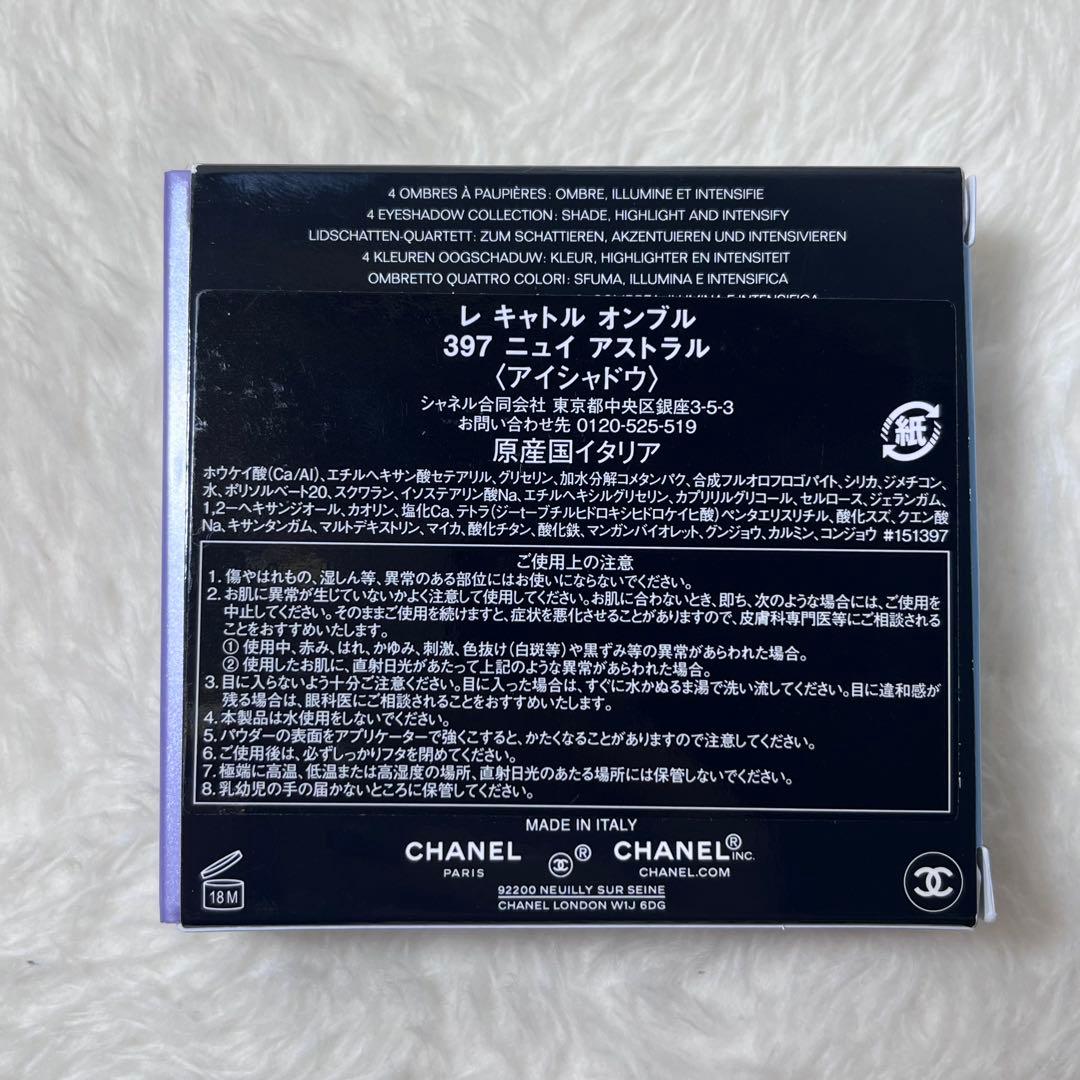 4 OMBRES À PAUPIÈRES : OMBRE, ILLUMINE ET INTENSIFIE
4 EYESHADOW COLLECTION : SHADE, HIGHLIGHT AND INTENSIFY
LIDSCHATTEN-QUARTETT : ZUM SCHATTIEREN, AKZENTUIEREN UND INTENSIVIEREN
4 KLEUREN OOGSCHADUW : KLEUR, HIGHLIGHTER EN INTENSITEIT
OMBRETTO QUATTRO COLORI : SFUMA, ILLUMINA E INTENSIFICA
レ キャトル オンブル
397 ニュイ アストラル
〈アイシャドウ〉
シャネル合同会社 東京都中央区銀座3-5-3
お問い合わせ先 0120-525-519
原産国イタリア
紙
ホウケイ酸(Ca/Al)、エチルヘキサン酸セテアリル、グリセリン、加水分解コメタンパク、合成フルオロフロゴパイト、シリカ、ジメチコン、
水、ポリソルベート20、スクワラン、イソステアリン酸Na、エチルヘキシルグリセリン、カプリリルグリコール、セルロース、ジェランガム、
1,2-ヘキサンジオール、カオリン、塩化Ca、テトラ(ジ-t-ブチルヒドロキシヒドロケイヒ酸)ペンタエリスリチル、酸化スズ、クエン酸
Na、キサンタンガム、マルトデキストリン、マイカ、酸化チタン、酸化鉄、マンガンバイオレット、グンジョウ、カルミン、コンジョウ #151397
ご使用上の注意
1. 傷やはれもの、湿しん等、異常のある部位にはお使いにならないでください。
2. お肌に異常が生じていないかよく注意して使用してください。お肌に合わないとき、即ち、次のような場合には、ご使用を
中止してください。そのままご使用を続けますと、症状を悪化させることがありますので、皮膚科専門医等にご相談される
ことをおすすめいたします。
① 使用中、赤み、はれ、かゆみ、刺激、色抜け(白斑等)や黒ずみ等の異常があらわれた場合。
② 使用したお肌に、直射日光があたって上記のような異常があらわれた場合。
3. 目に入らないよう十分ご注意ください。目に入った場合は、すぐに水かぬるま湯で洗い流してください。目に違和感が
残る場合は、眼科医にご相談されることをおすすめいたします。
4. 本製品は水使用をしないでください。
5. パウダーの表面をアプリケーターで強くこすると、かたくなることがありますので注意してください。
6. ご使用後は、必ずしっかりフタを閉めてください。
7. 極端に高温、低温または高湿度の場所、直射日光のあたる場所には保管しないでください。
8. 乳幼児の手の届かないところに保管してください。
MADE IN ITALY
CHANEL ® CHANEL® INC.
PARIS CHANEL.COM
18 M
92200 NEUILLY SUR SEINE
CHANEL LONDON W1J 6DG